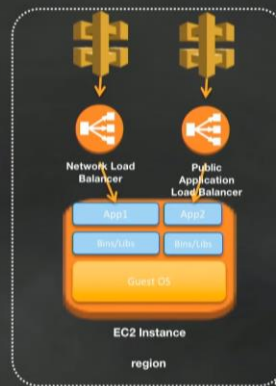 Network Load
Balancer
Public
Application
Load Balancer
App1
App2
Bins/Libs
Bins/Libs
Guest OS
EC2 Instance
region